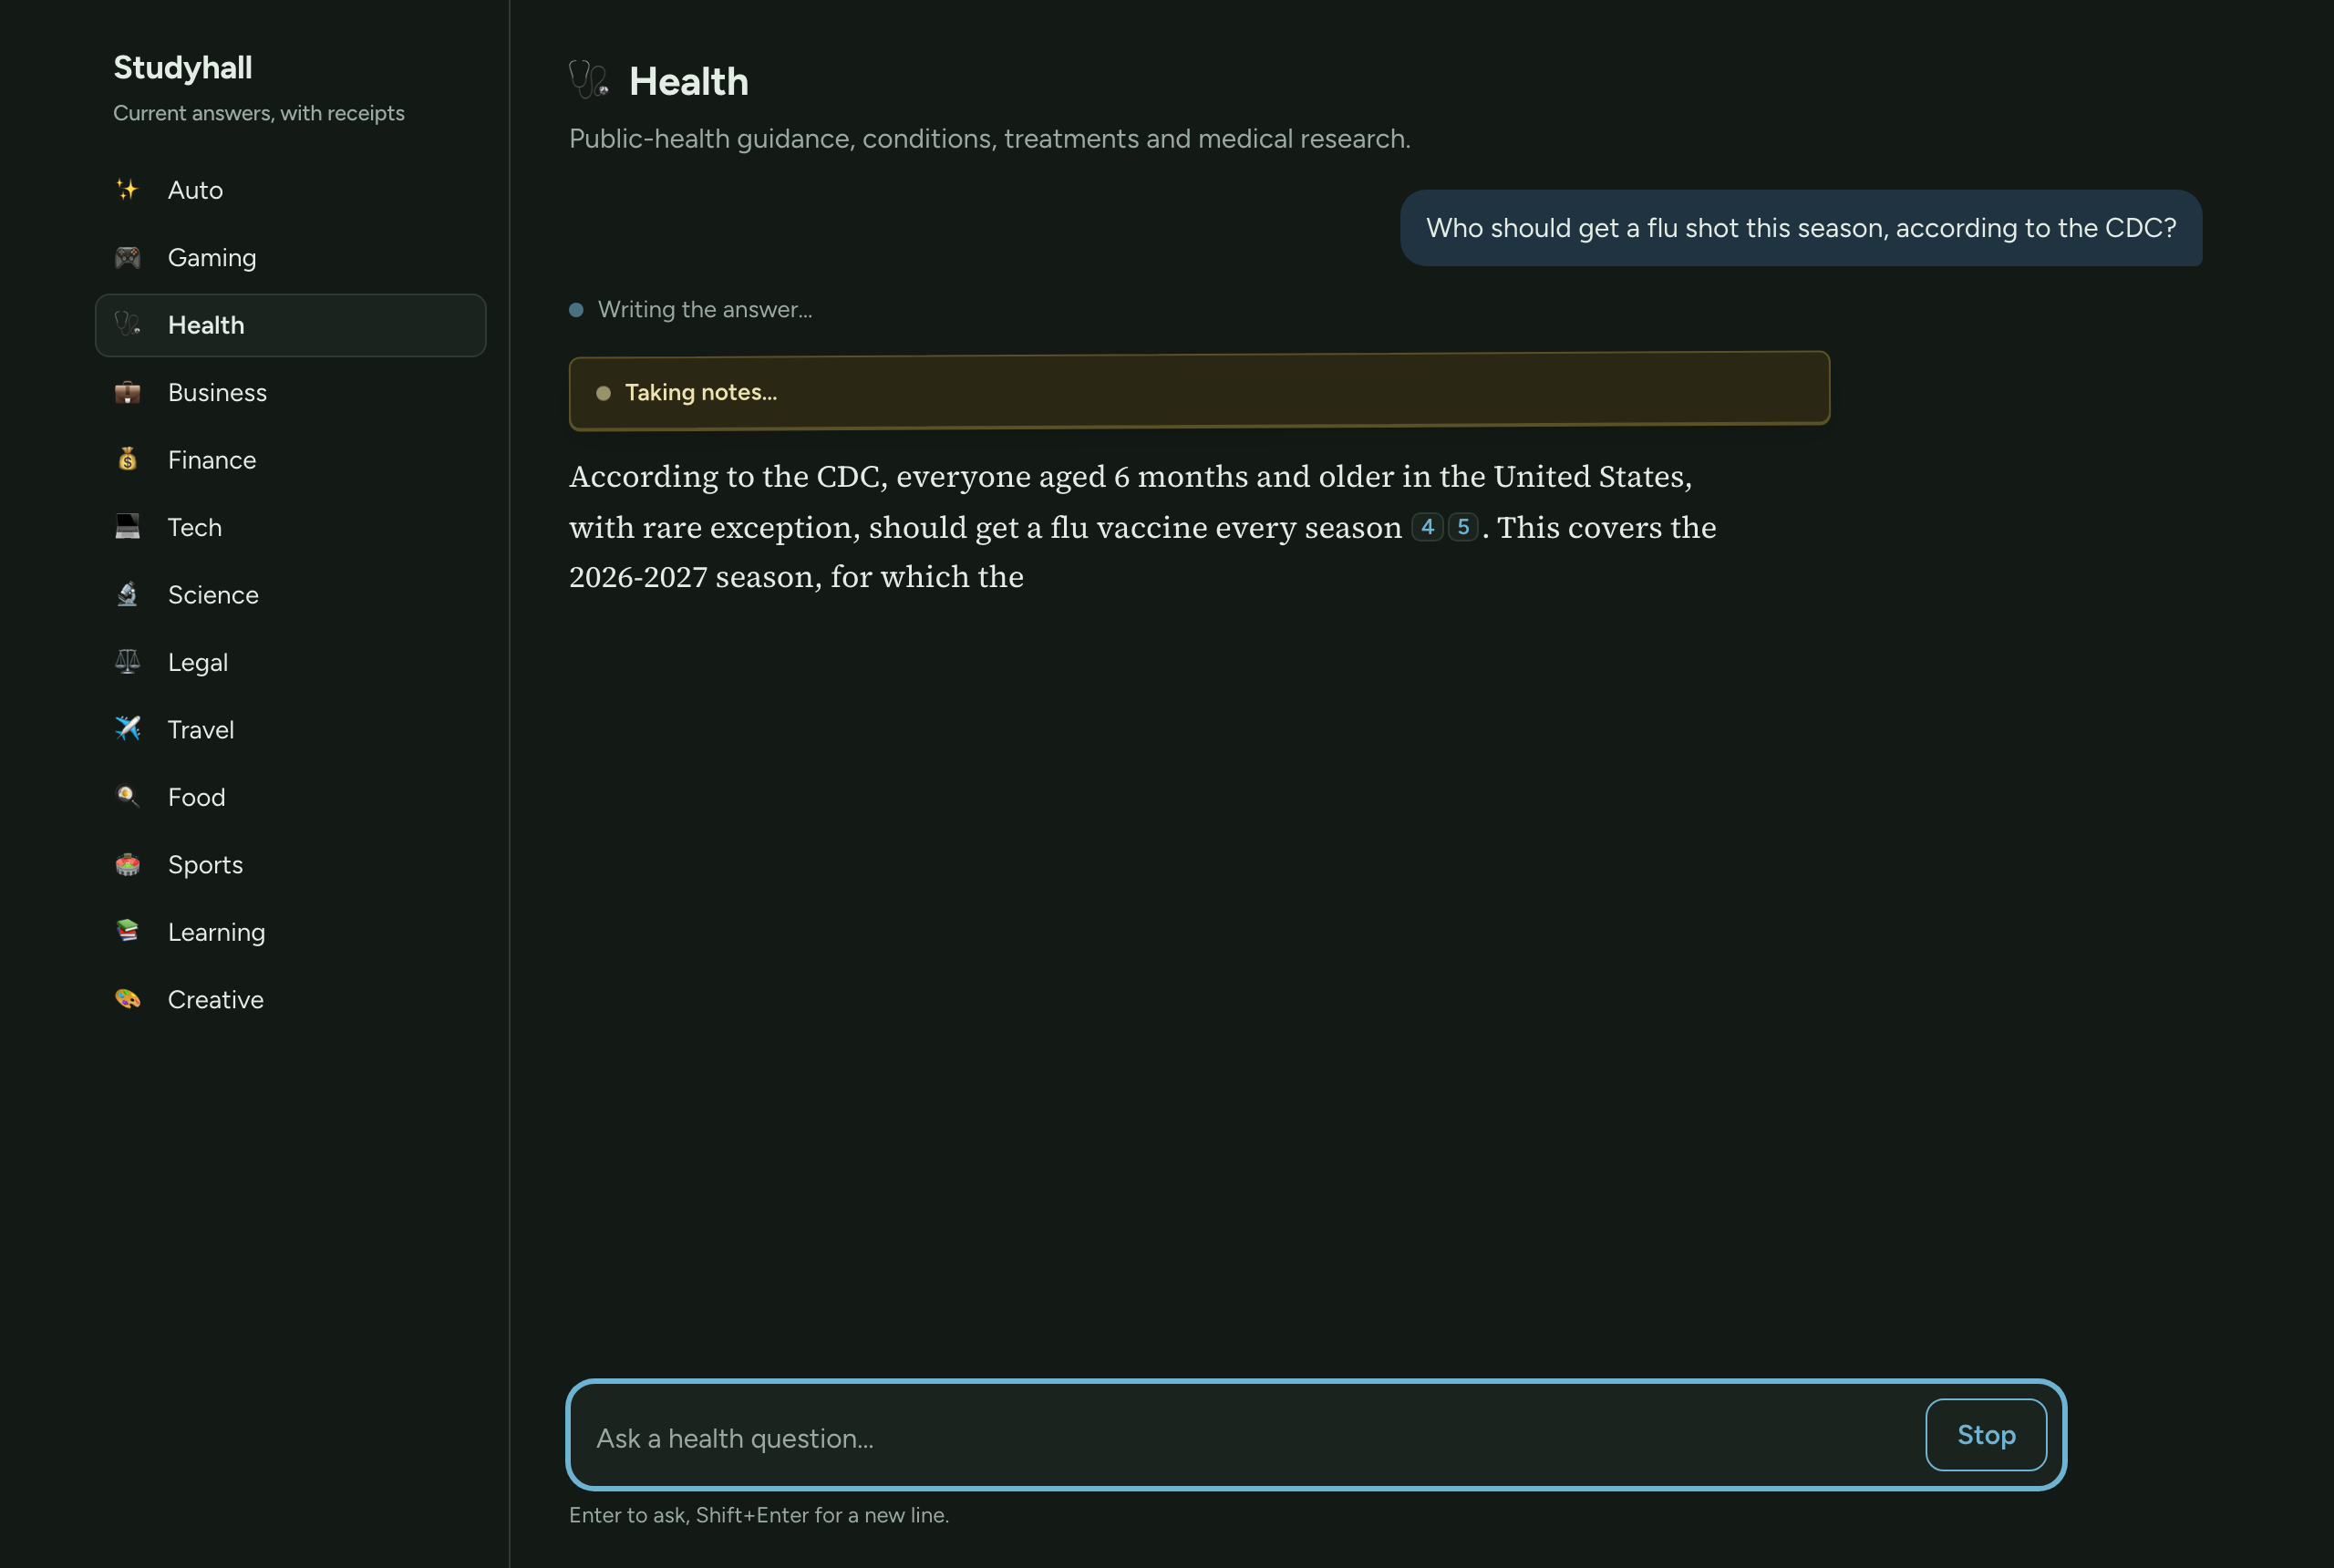 Studyhall
Current answers, with receipts
Auto
Gaming
Health
Business
Finance
Tech
Science
Legal
Travel
Food
Sports
Learning
Creative
Health
Public-health guidance, conditions, treatments and medical research.
Who should get a flu shot this season, according to the CDC?
Writing the answer...
Taking notes...
According to the CDC, everyone aged 6 months and older in the United States,
with rare exception, should get a flu vaccine every season 4 5. This covers the
2026-2027 season, for which the
Ask a health question...
Stop
Enter to ask, Shift+Enter for a new line.